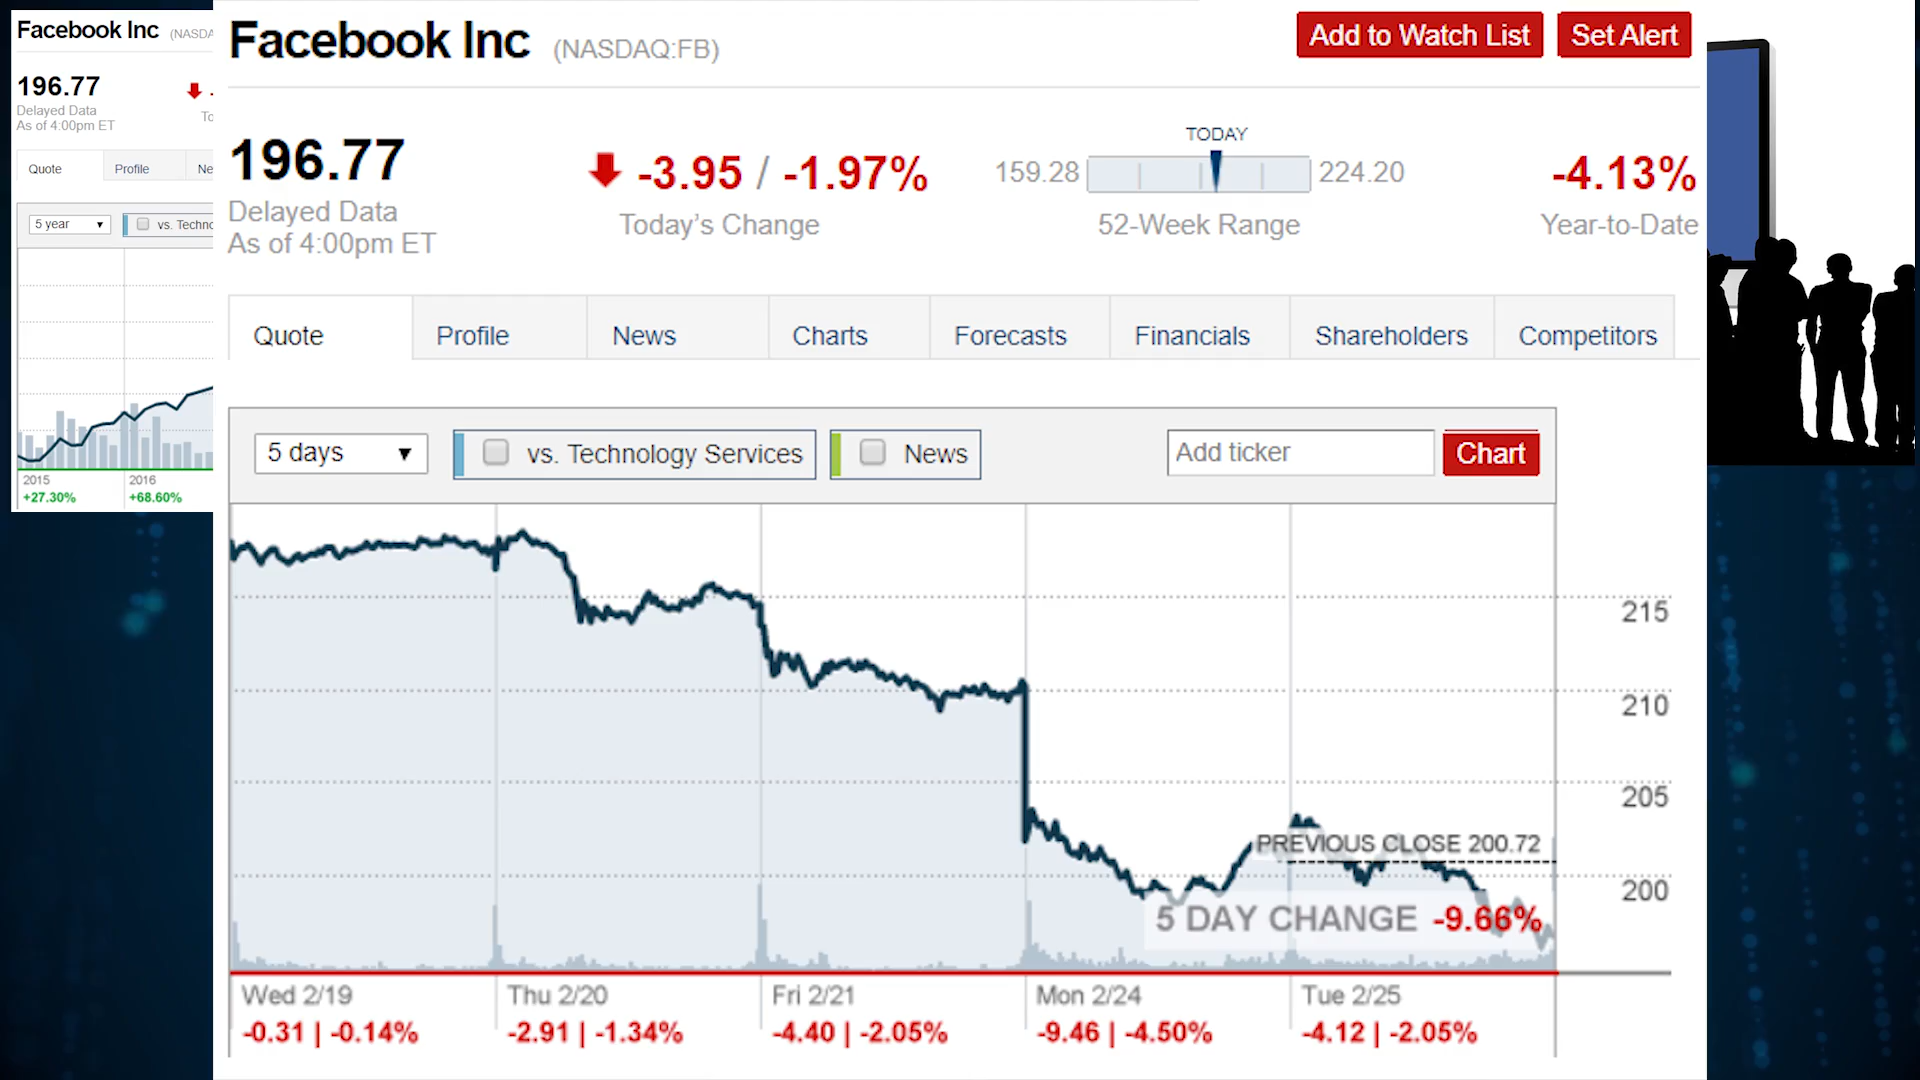 Facebook Inc (NASDA
196.77
Delayed Data
As of 4:00pm ET
To
Quote Profile Ne
5 year ▼ vs. Techno
2015 2016
+27.30% +68.60%
Facebook Inc (NASDAQ:FB)
Add to Watch List Set Alert
196.77
Delayed Data
As of 4:00pm ET
-3.95 / -1.97%
Today's Change
TODAY
159.28 224.20
52-Week Range
-4.13%
Year-to-Date
Quote Profile News Charts Forecasts Financials Shareholders Competitors
5 days ▼ vs. Technology Services News Add ticker Chart
215
210
205
PREVIOUS CLOSE 200.72
200
5 DAY CHANGE -9.66%
Wed 2/19 Thu 2/20 Fri 2/21 Mon 2/24 Tue 2/25
-0.31 | -0.14% -2.91 | -1.34% -4.40 | -2.05% -9.46 | -4.50% -4.12 | -2.05%